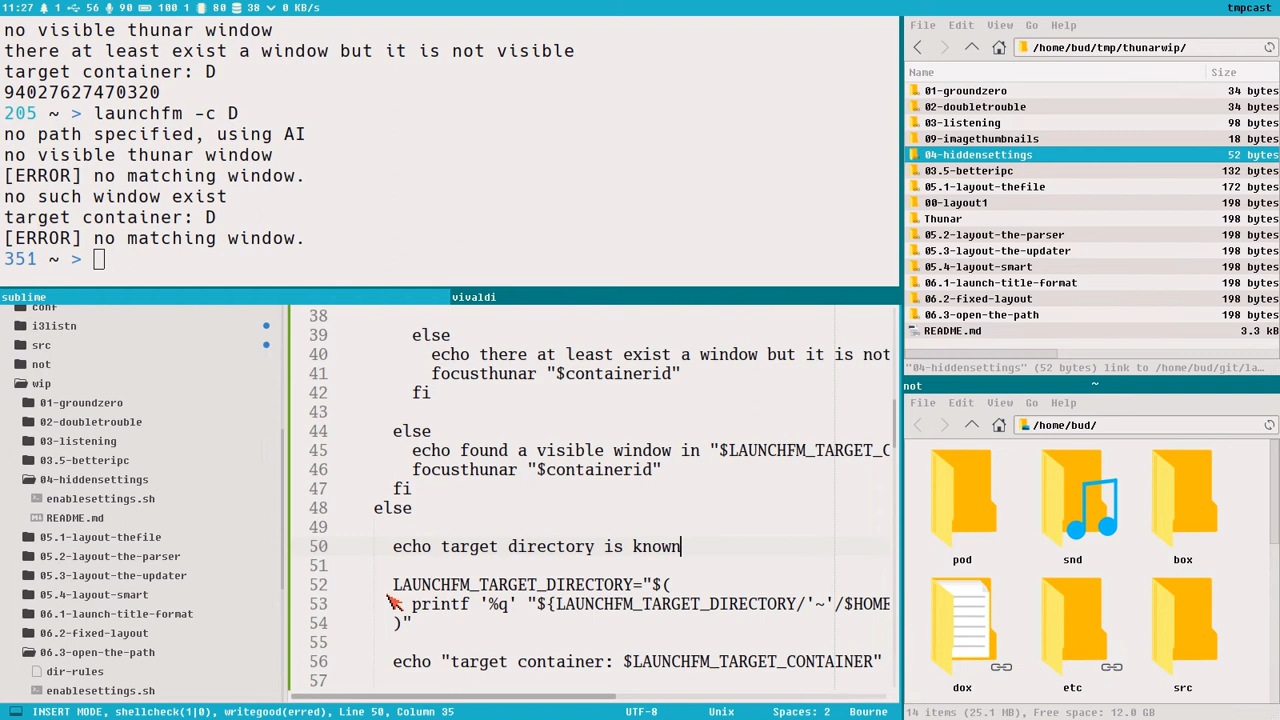 11:27 1 56 90 100 1 80 38 0 KB/s
tmpcast
no visible thunar window
there at least exist a window but it is not visible
target container: D
94027627470320
205 ~ > launchfm -c D
no path specified, using AI
no visible thunar window
[ERROR] no matching window.
no such window exist
target container: D
[ERROR] no matching window.
351 ~ >
File Edit View Go Help
/home/bud/tmp/thunarwip/
Name Size
01-groundzero 34 bytes
02-doubletrouble 34 bytes
03-listening 98 bytes
09-imagethumbnails 18 bytes
04-hiddensettings 52 bytes
03.5-betteripc 132 bytes
05.1-layout-thefile 172 bytes
00-layout1 198 bytes
Thunar 198 bytes
05.2-layout-the-parser 198 bytes
05.3-layout-the-updater 198 bytes
05.4-layout-smart 198 bytes
06.1-launch-title-format 198 bytes
06.2-fixed-layout 198 bytes
06.3-open-the-path 198 bytes
README.md 3.3 kB
"04-hiddensettings" (52 bytes) link to /home/bud/git/la…
sublime
vivaldi
conf
i3listn
src
not
wip
01-groundzero
02-doubletrouble
03-listening
03.5-betteripc
04-hiddensettings
enablesettings.sh
README.md
05.1-layout-thefile
05.2-layout-the-parser
05.3-layout-the-updater
05.4-layout-smart
06.1-launch-title-format
06.2-fixed-layout
06.3-open-the-path
dir-rules
enablesettings.sh
38
39 else
40 echo there at least exist a window but it is not
41 focusthunar "$containerid"
42 fi
43
44 else
45 echo found a visible window in "$LAUNCHFM_TARGET_C
46 focusthunar "$containerid"
47 fi
48 else
49
50 echo target directory is known
51
52 LAUNCHFM_TARGET_DIRECTORY="$(
53 printf '%q' "${LAUNCHFM_TARGET_DIRECTORY/'~'/$HOME
54 )"
55
56 echo "target container: $LAUNCHFM_TARGET_CONTAINER"
57
not ~
File Edit View Go Help
/home/bud/
pod snd box
dox etc src
14 items (25.1 MB), Free space: 12.0 GB
INSERT MODE, shellcheck(1|0), writegood(erred), Line 50, Column 35 UTF-8 Unix Spaces: 2 Bourne